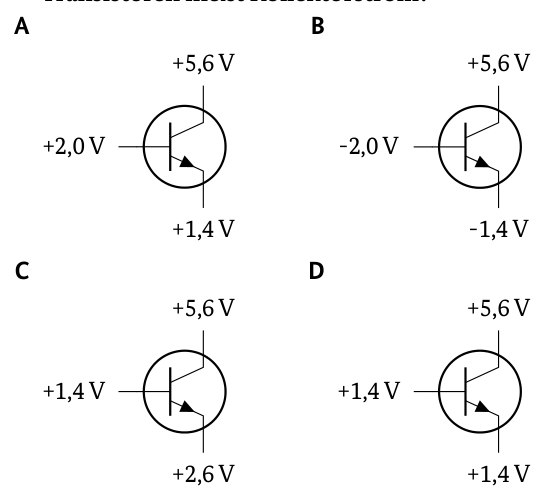 A B
+5,6 V +5,6 V
+2,0 V -2,0 V
+1,4 V -1,4 V
C D
+5,6 V +5,6 V
+1,4 V +1,4 V
+2,6 V +1,4 V